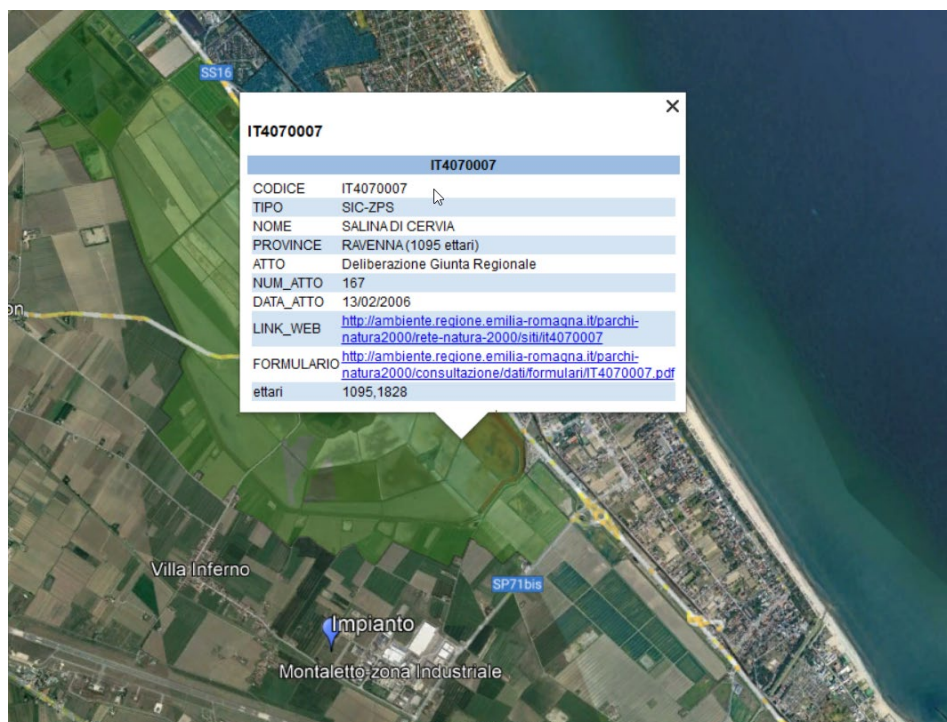 SS16
IT4070007
IT4070007
CODICE IT4070007
TIPO SIC-ZPS
NOME SALINA DI CERVIA
PROVINCE RAVENNA (1095 ettari)
ATTO Deliberazione Giunta Regionale
NUM_ATTO 167
DATA_ATTO 13/02/2006
LINK_WEB http://ambiente.regione.emilia-romagna.it/parchi-
natura2000/rete-natura-2000/siti/it4070007
FORMULARIO http://ambiente.regione.emilia-romagna.it/parchi-
natura2000/consultazione/dati/formulari/IT4070007.pdf
ettari 1095,1828
on
Villa Inferno
SP71bis
Impianto
Montaletto-zona Industriale